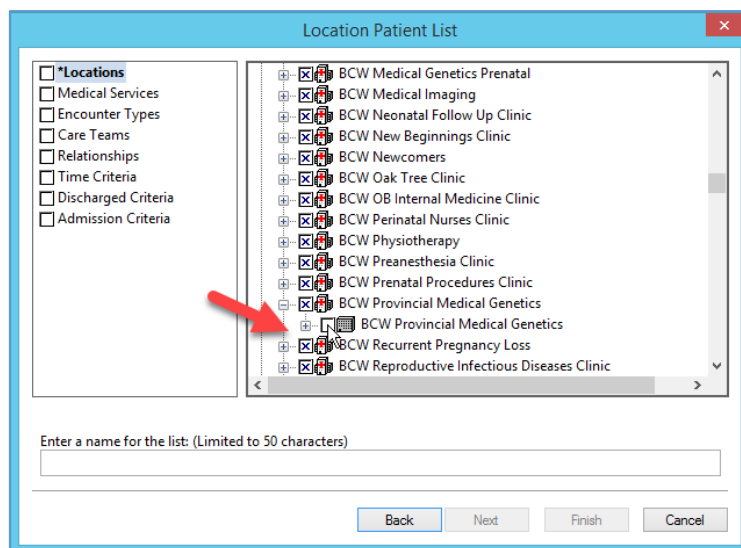 Location Patient List
*Locations
Medical Services
Encounter Types
Care Teams
Relationships
Time Criteria
Discharged Criteria
Admission Criteria
BCW Medical Genetics Prenatal
BCW Medical Imaging
BCW Neonatal Follow Up Clinic
BCW New Beginnings Clinic
BCW Newcomers
BCW Oak Tree Clinic
BCW OB Internal Medicine Clinic
BCW Perinatal Nurses Clinic
BCW Physiotherapy
BCW Preanesthesia Clinic
BCW Prenatal Procedures Clinic
BCW Provincial Medical Genetics
BCW Provincial Medical Genetics
BCW Recurrent Pregnancy Loss
BCW Reproductive Infectious Diseases Clinic
Enter a name for the list: (Limited to 50 characters)
Back Next Finish Cancel